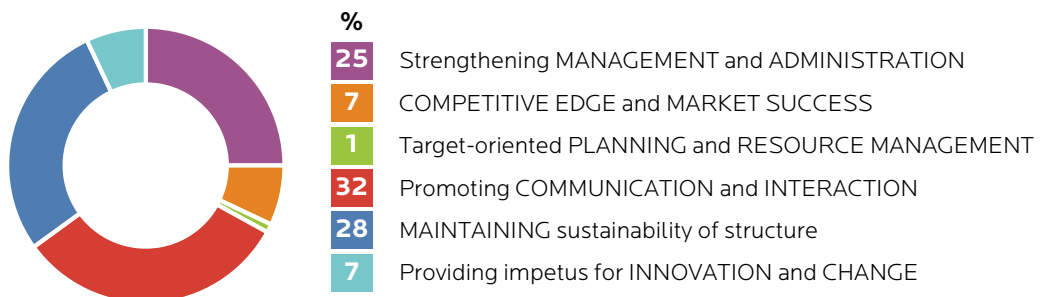 %
25 Strengthening MANAGEMENT and ADMINISTRATION
7 COMPETITIVE EDGE and MARKET SUCCESS
1 Target-oriented PLANNING and RESOURCE MANAGEMENT
32 Promoting COMMUNICATION and INTERACTION
28 MAINTAINING sustainability of structure
7 Providing impetus for INNOVATION and CHANGE